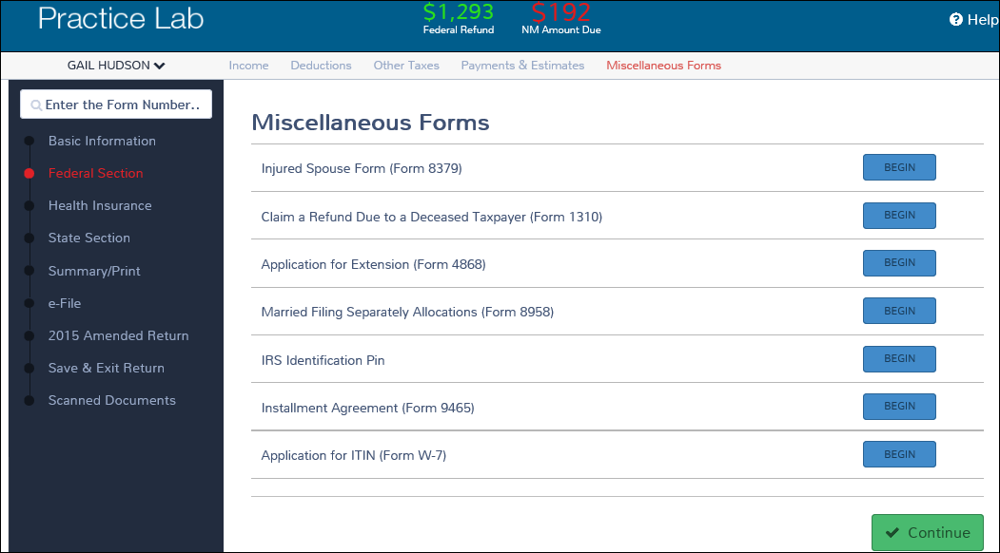 Practice Lab
$1,293
Federal Refund
$192
NM Amount Due
Help
GAIL HUDSON
Income Deductions Other Taxes Payments & Estimates Miscellaneous Forms
Enter the Form Number..
Basic Information
Federal Section
Health Insurance
State Section
Summary/Print
e-File
2015 Amended Return
Save & Exit Return
Scanned Documents
Miscellaneous Forms
Injured Spouse Form (Form 8379) BEGIN
Claim a Refund Due to a Deceased Taxpayer (Form 1310) BEGIN
Application for Extension (Form 4868) BEGIN
Married Filing Separately Allocations (Form 8958) BEGIN
IRS Identification Pin BEGIN
Installment Agreement (Form 9465) BEGIN
Application for ITIN (Form W-7) BEGIN
Continue